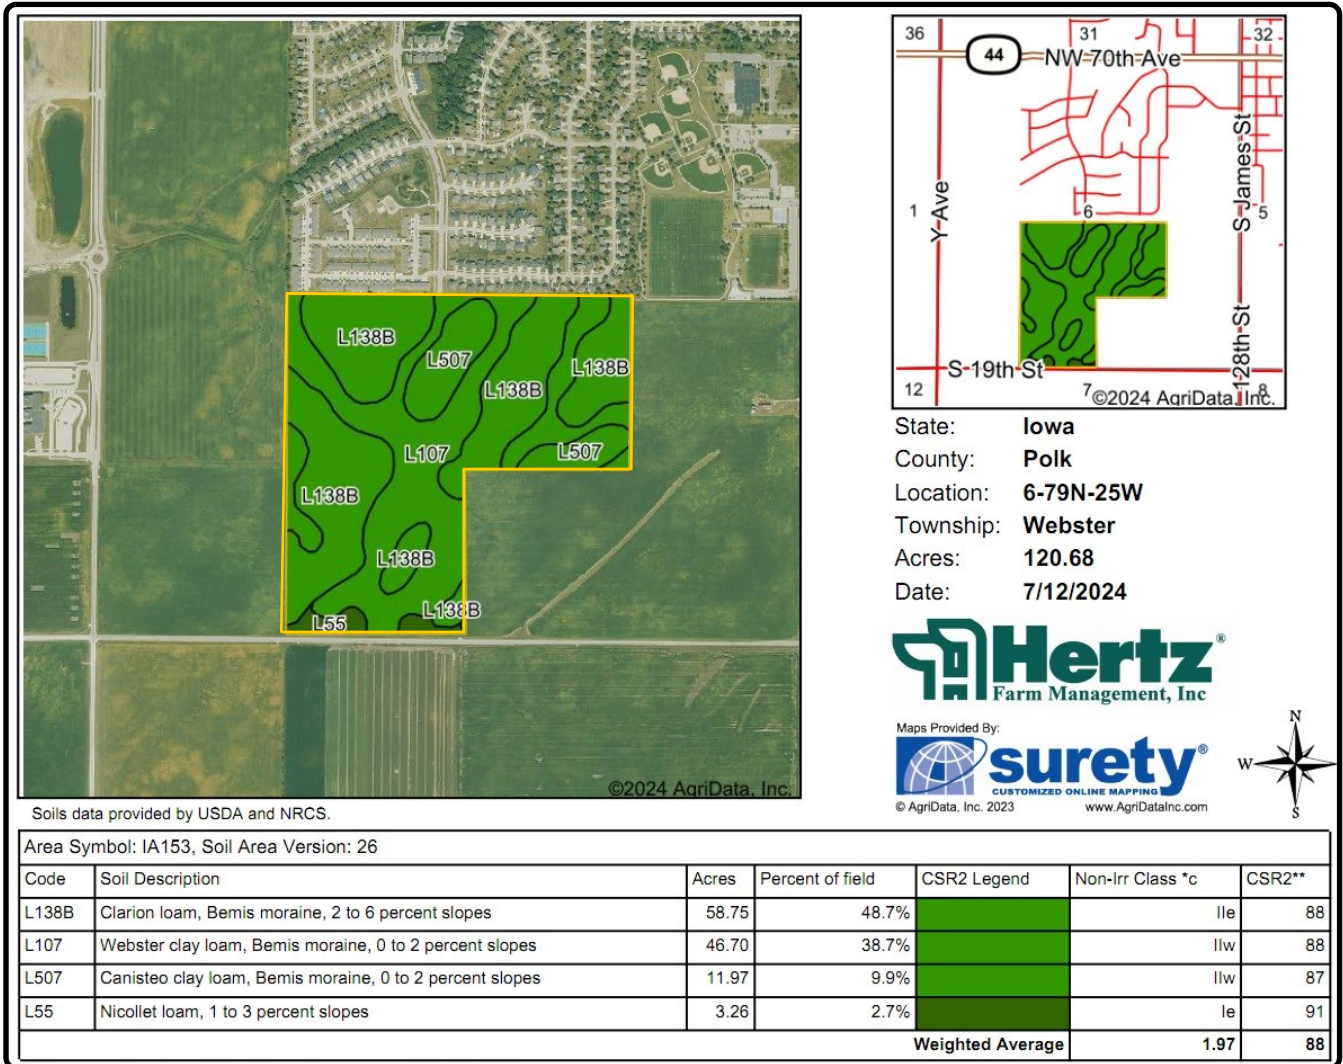 L138B
L507
L138B
L138B
L107
L507
L138B
L138B
L138B
L55
©2024 AgriData, Inc.
36
31
32
44
NW 70th Ave
1
Y Ave
6
S James St
5
S 19th St
128th St
12
7
8
©2024 AgriData, Inc.
State: Iowa
County: Polk
Location: 6-79N-25W
Township: Webster
Acres: 120.68
Date: 7/12/2024
Hertz®
Farm Management, Inc
Maps Provided By:
surety®
CUSTOMIZED ONLINE MAPPING
© AgriData, Inc. 2023 www.AgriDataInc.com
N
W E
S
Soils data provided by USDA and NRCS.
Area Symbol: IA153, Soil Area Version: 26
Code Soil Description Acres Percent of field CSR2 Legend Non-Irr Class *c CSR2**
L138B Clarion loam, Bemis moraine, 2 to 6 percent slopes 58.75 48.7% IIe 88
L107 Webster clay loam, Bemis moraine, 0 to 2 percent slopes 46.70 38.7% IIw 88
L507 Canisteo clay loam, Bemis moraine, 0 to 2 percent slopes 11.97 9.9% IIw 87
L55 Nicollet loam, 1 to 3 percent slopes 3.26 2.7% Ie 91
Weighted Average 1.97 88